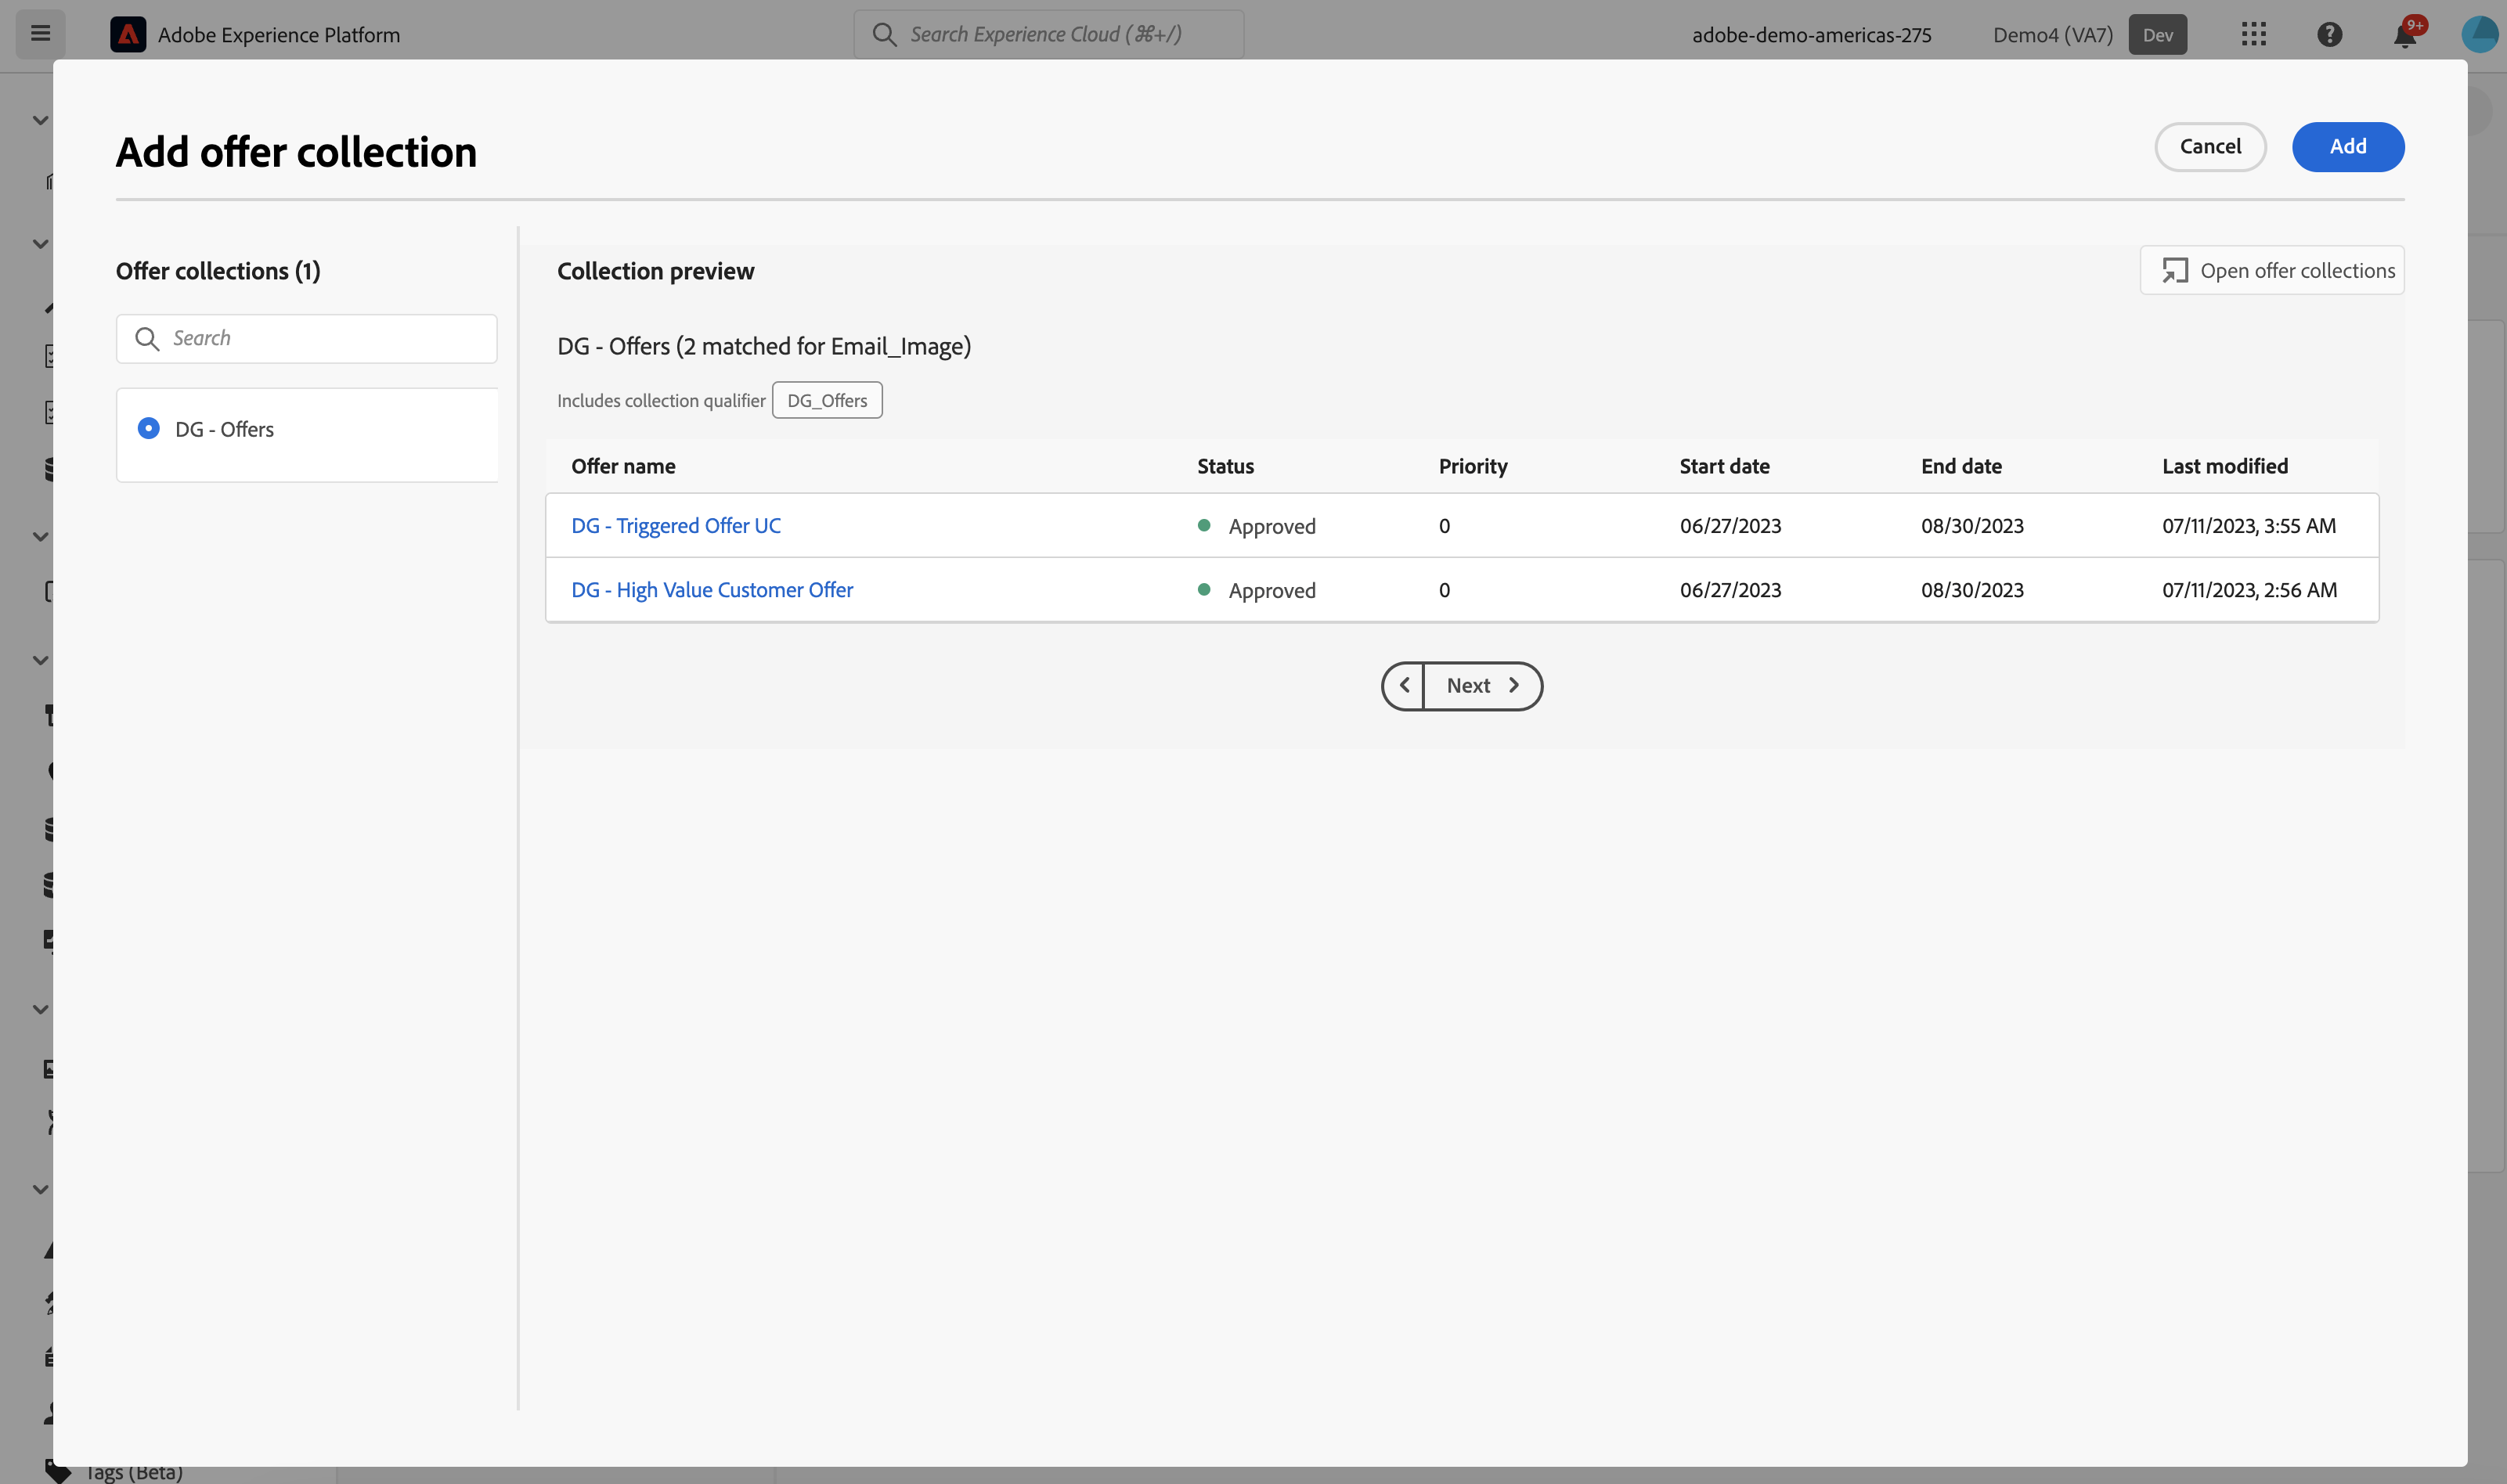 Adobe Experience Platform
Search Experience Cloud (⌘+/)
adobe-demo-americas-275
Demo4 (VA7)
Dev
9+
Add offer collection
Cancel
Add
Offer collections (1)
Search
DG - Offers
Collection preview
Open offer collections
DG - Offers (2 matched for Email_Image)
Includes collection qualifier DG_Offers
Offer name Status Priority Start date End date Last modified
DG - Triggered Offer UC Approved 0 06/27/2023 08/30/2023 07/11/2023, 3:55 AM
DG - High Value Customer Offer Approved 0 06/27/2023 08/30/2023 07/11/2023, 2:56 AM
Next
Tags (Beta)